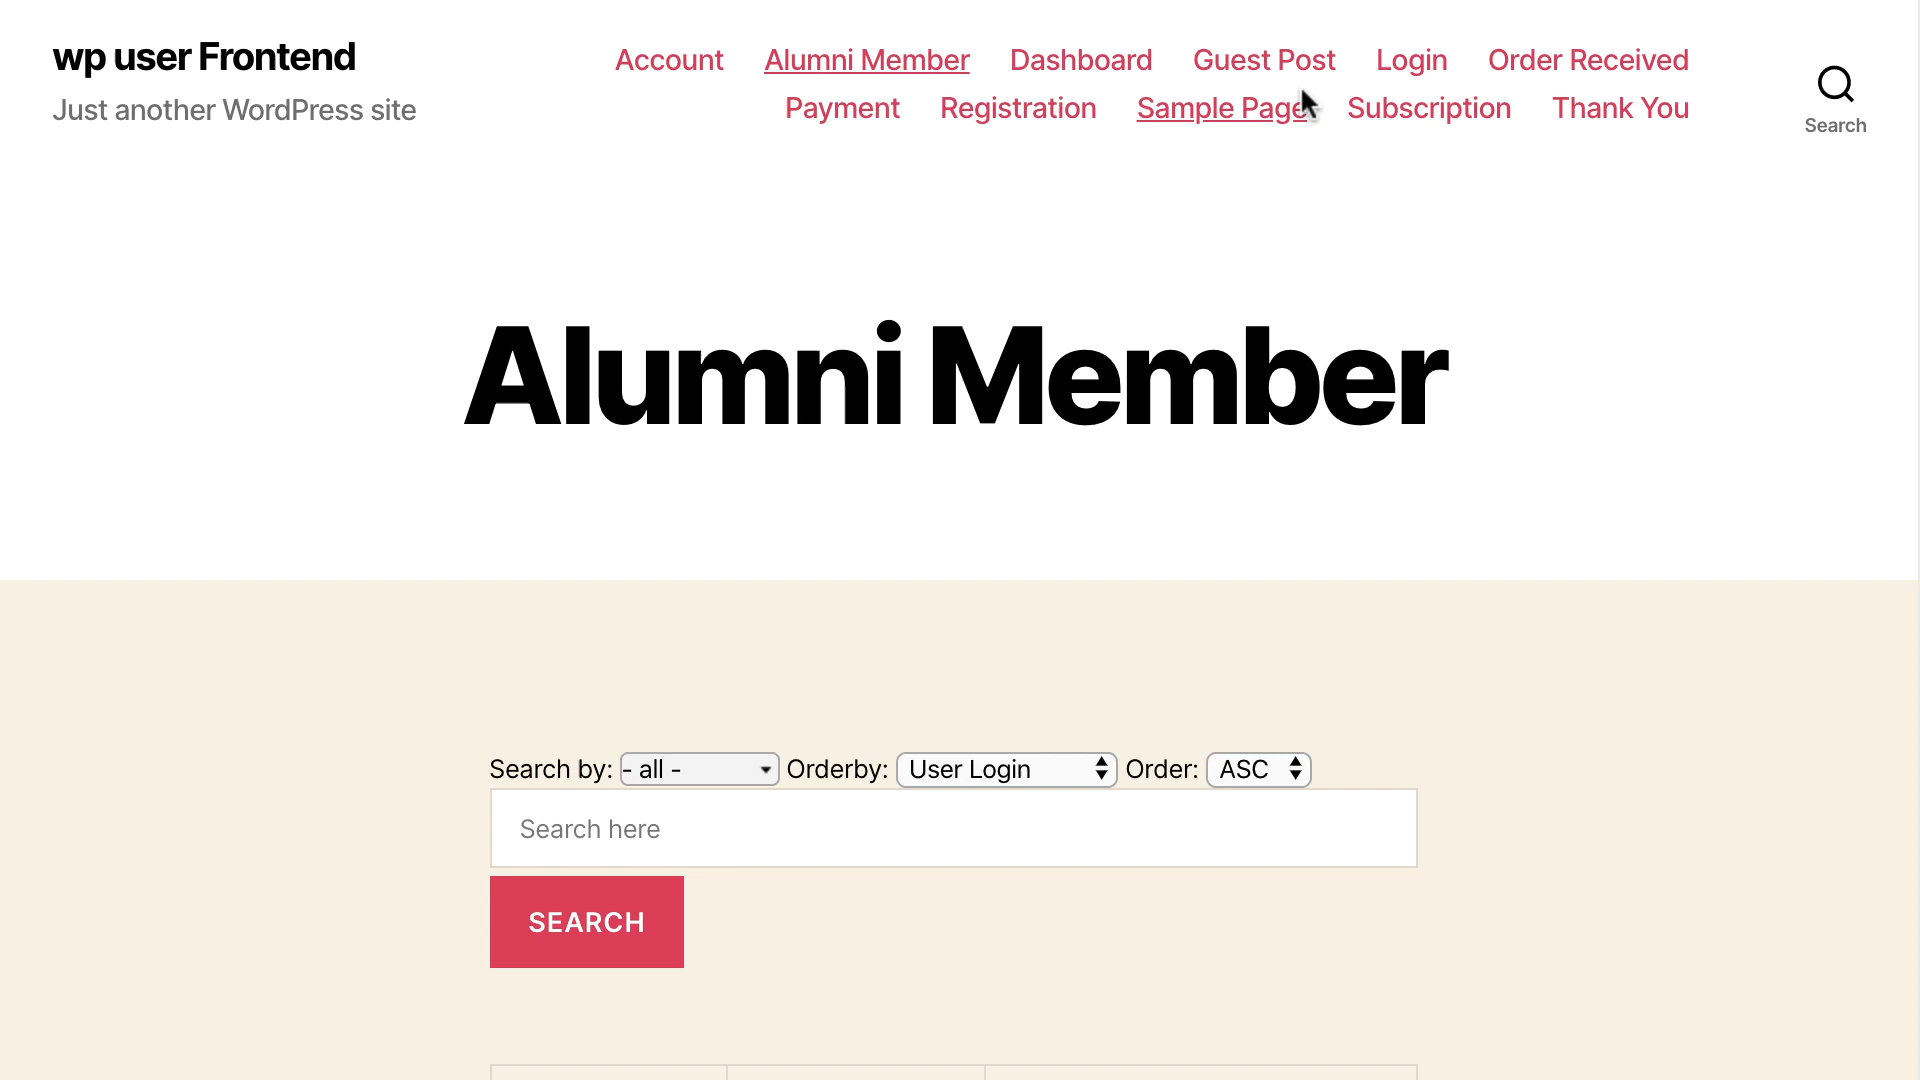 wp user Frontend
Just another WordPress site
Account Alumni Member Dashboard Guest Post Login Order Received
Payment Registration Sample Page Subscription Thank You
Search
Alumni Member
Search by: - all - Orderby: User Login Order: ASC
Search here
SEARCH